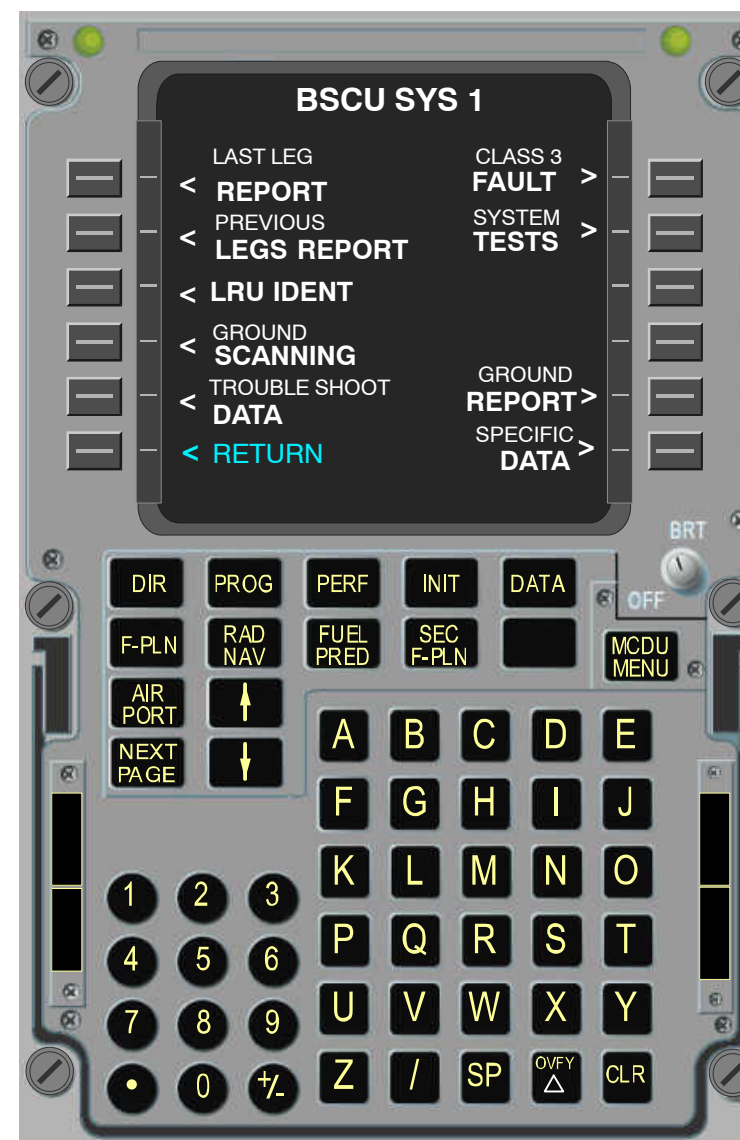 BSCU SYS 1
LAST LEG
< REPORT
CLASS 3
FAULT >
PREVIOUS
< LEGS REPORT
SYSTEM
TESTS >
< LRU IDENT
GROUND
< SCANNING
TROUBLE SHOOT
< DATA
GROUND
REPORT >
< RETURN
SPECIFIC
DATA >
BRT
OFF
DIR PROG PERF INIT DATA
F-PLN
RAD
NAV
FUEL
PRED
SEC
F-PLN
MCDU
MENU
AIR
PORT
NEXT
PAGE
A B C D E
F G H I J
K L M N O
P Q R S T
U V W X Y
Z / SP
OVFY
Δ
CLR
1 2 3
4 5 6
7 8 9
• 0 +/-